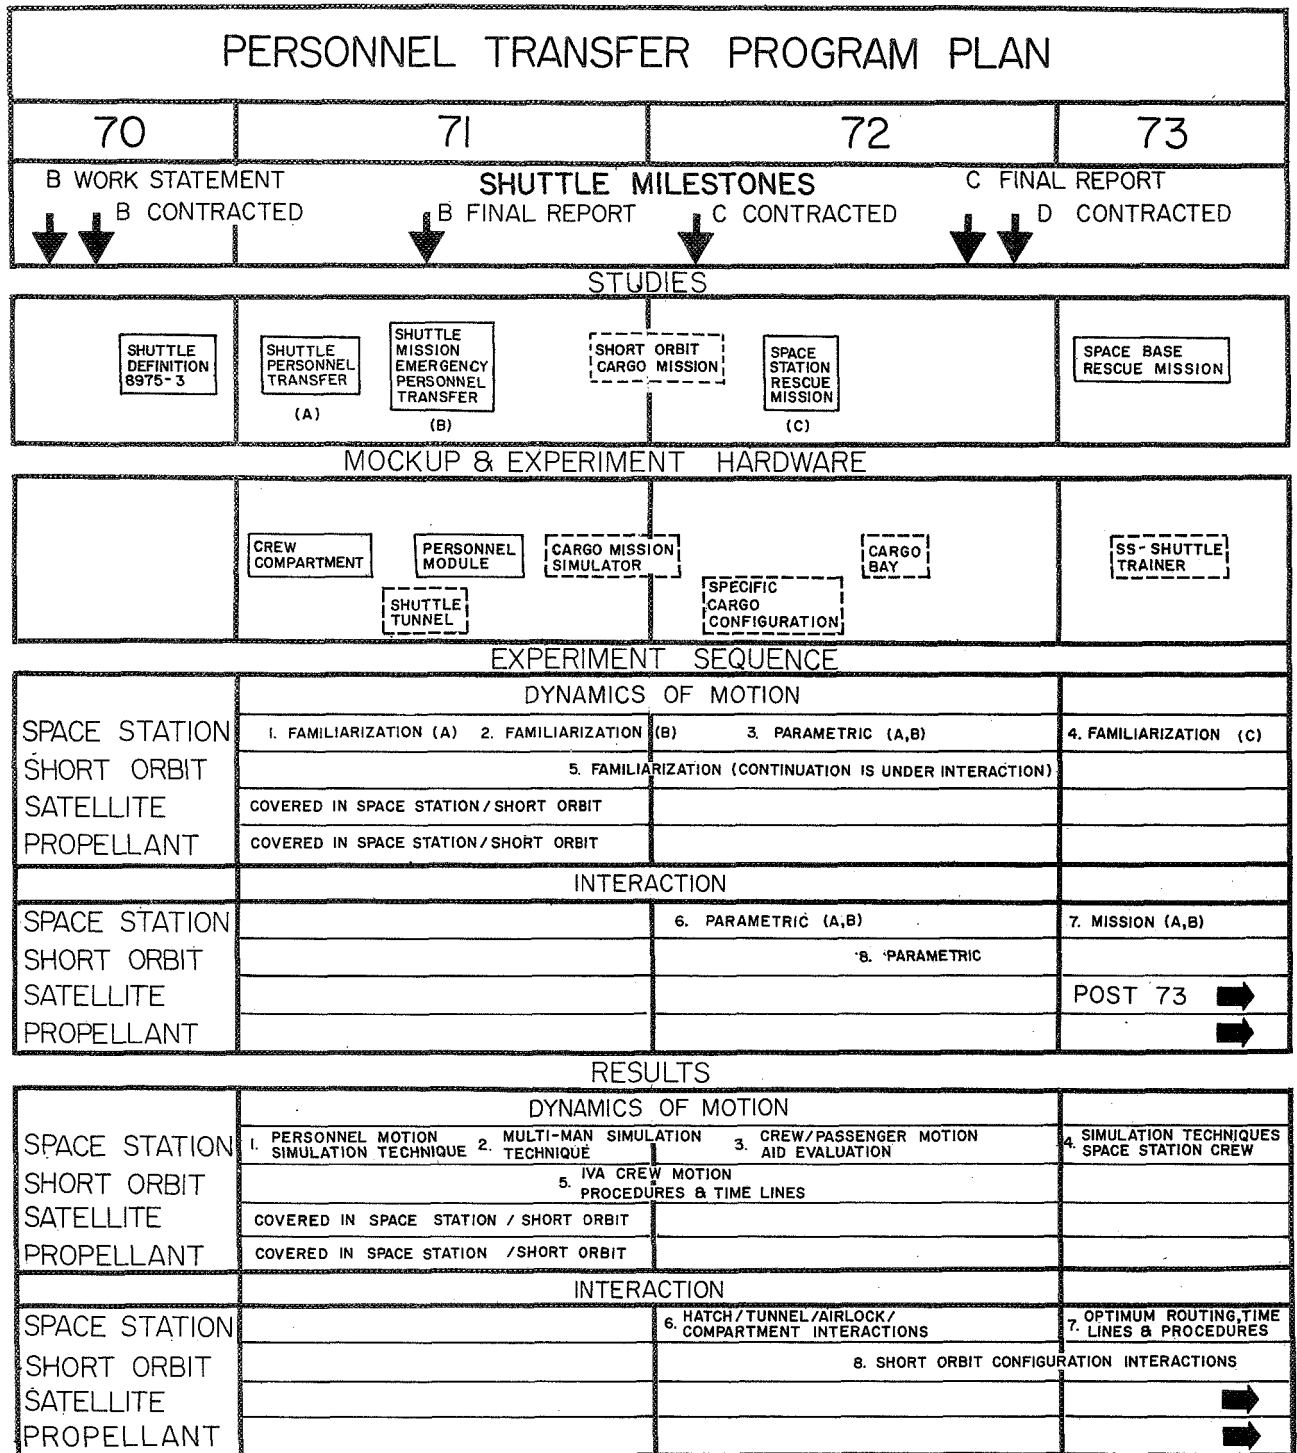 PERSONNEL TRANSFER PROGRAM PLAN
70 71 72 73
B WORK STATEMENT SHUTTLE MILESTONES C FINAL REPORT
B CONTRACTED B FINAL REPORT C CONTRACTED D CONTRACTED
STUDIES
SHUTTLE
DEFINITION
8975-3
SHUTTLE
PERSONNEL
TRANSFER
(A)
SHUTTLE
MISSION
EMERGENCY
PERSONNEL
TRANSFER
(B)
SHORT ORBIT
CARGO MISSION
SPACE
STATION
RESCUE
MISSION
(C)
SPACE BASE
RESCUE MISSION
MOCKUP & EXPERIMENT HARDWARE
CREW
COMPARTMENT
SHUTTLE
TUNNEL
PERSONNEL
MODULE
CARGO MISSION
SIMULATOR
SPECIFIC
CARGO
CONFIGURATION
CARGO
BAY
SS-SHUTTLE
TRAINER
EXPERIMENT SEQUENCE
DYNAMICS OF MOTION
SPACE STATION 1. FAMILIARIZATION (A) 2. FAMILIARIZATION (B) 3. PARAMETRIC (A,B) 4. FAMILIARIZATION (C)
SHORT ORBIT 5. FAMILIARIZATION (CONTINUATION IS UNDER INTERACTION)
SATELLITE COVERED IN SPACE STATION/SHORT ORBIT
PROPELLANT COVERED IN SPACE STATION/SHORT ORBIT
INTERACTION
SPACE STATION 6. PARAMETRIC (A,B) 7. MISSION (A,B)
SHORT ORBIT 8. PARAMETRIC
SATELLITE POST 73
PROPELLANT
RESULTS
DYNAMICS OF MOTION
SPACE STATION 1. PERSONNEL MOTION
SIMULATION TECHNIQUE
2. MULTI-MAN SIMULATION
TECHNIQUE
3. CREW/PASSENGER MOTION
AID EVALUATION
4. SIMULATION TECHNIQUES
SPACE STATION CREW
SHORT ORBIT 5. IVA CREW MOTION
PROCEDURES & TIME LINES
SATELLITE COVERED IN SPACE STATION / SHORT ORBIT
PROPELLANT COVERED IN SPACE STATION /SHORT ORBIT
INTERACTION
SPACE STATION 6. HATCH/TUNNEL/AIRLOCK/
COMPARTMENT INTERACTIONS
7. OPTIMUM ROUTING,TIME
LINES & PROCEDURES
SHORT ORBIT 8. SHORT ORBIT CONFIGURATION INTERACTIONS
SATELLITE
PROPELLANT